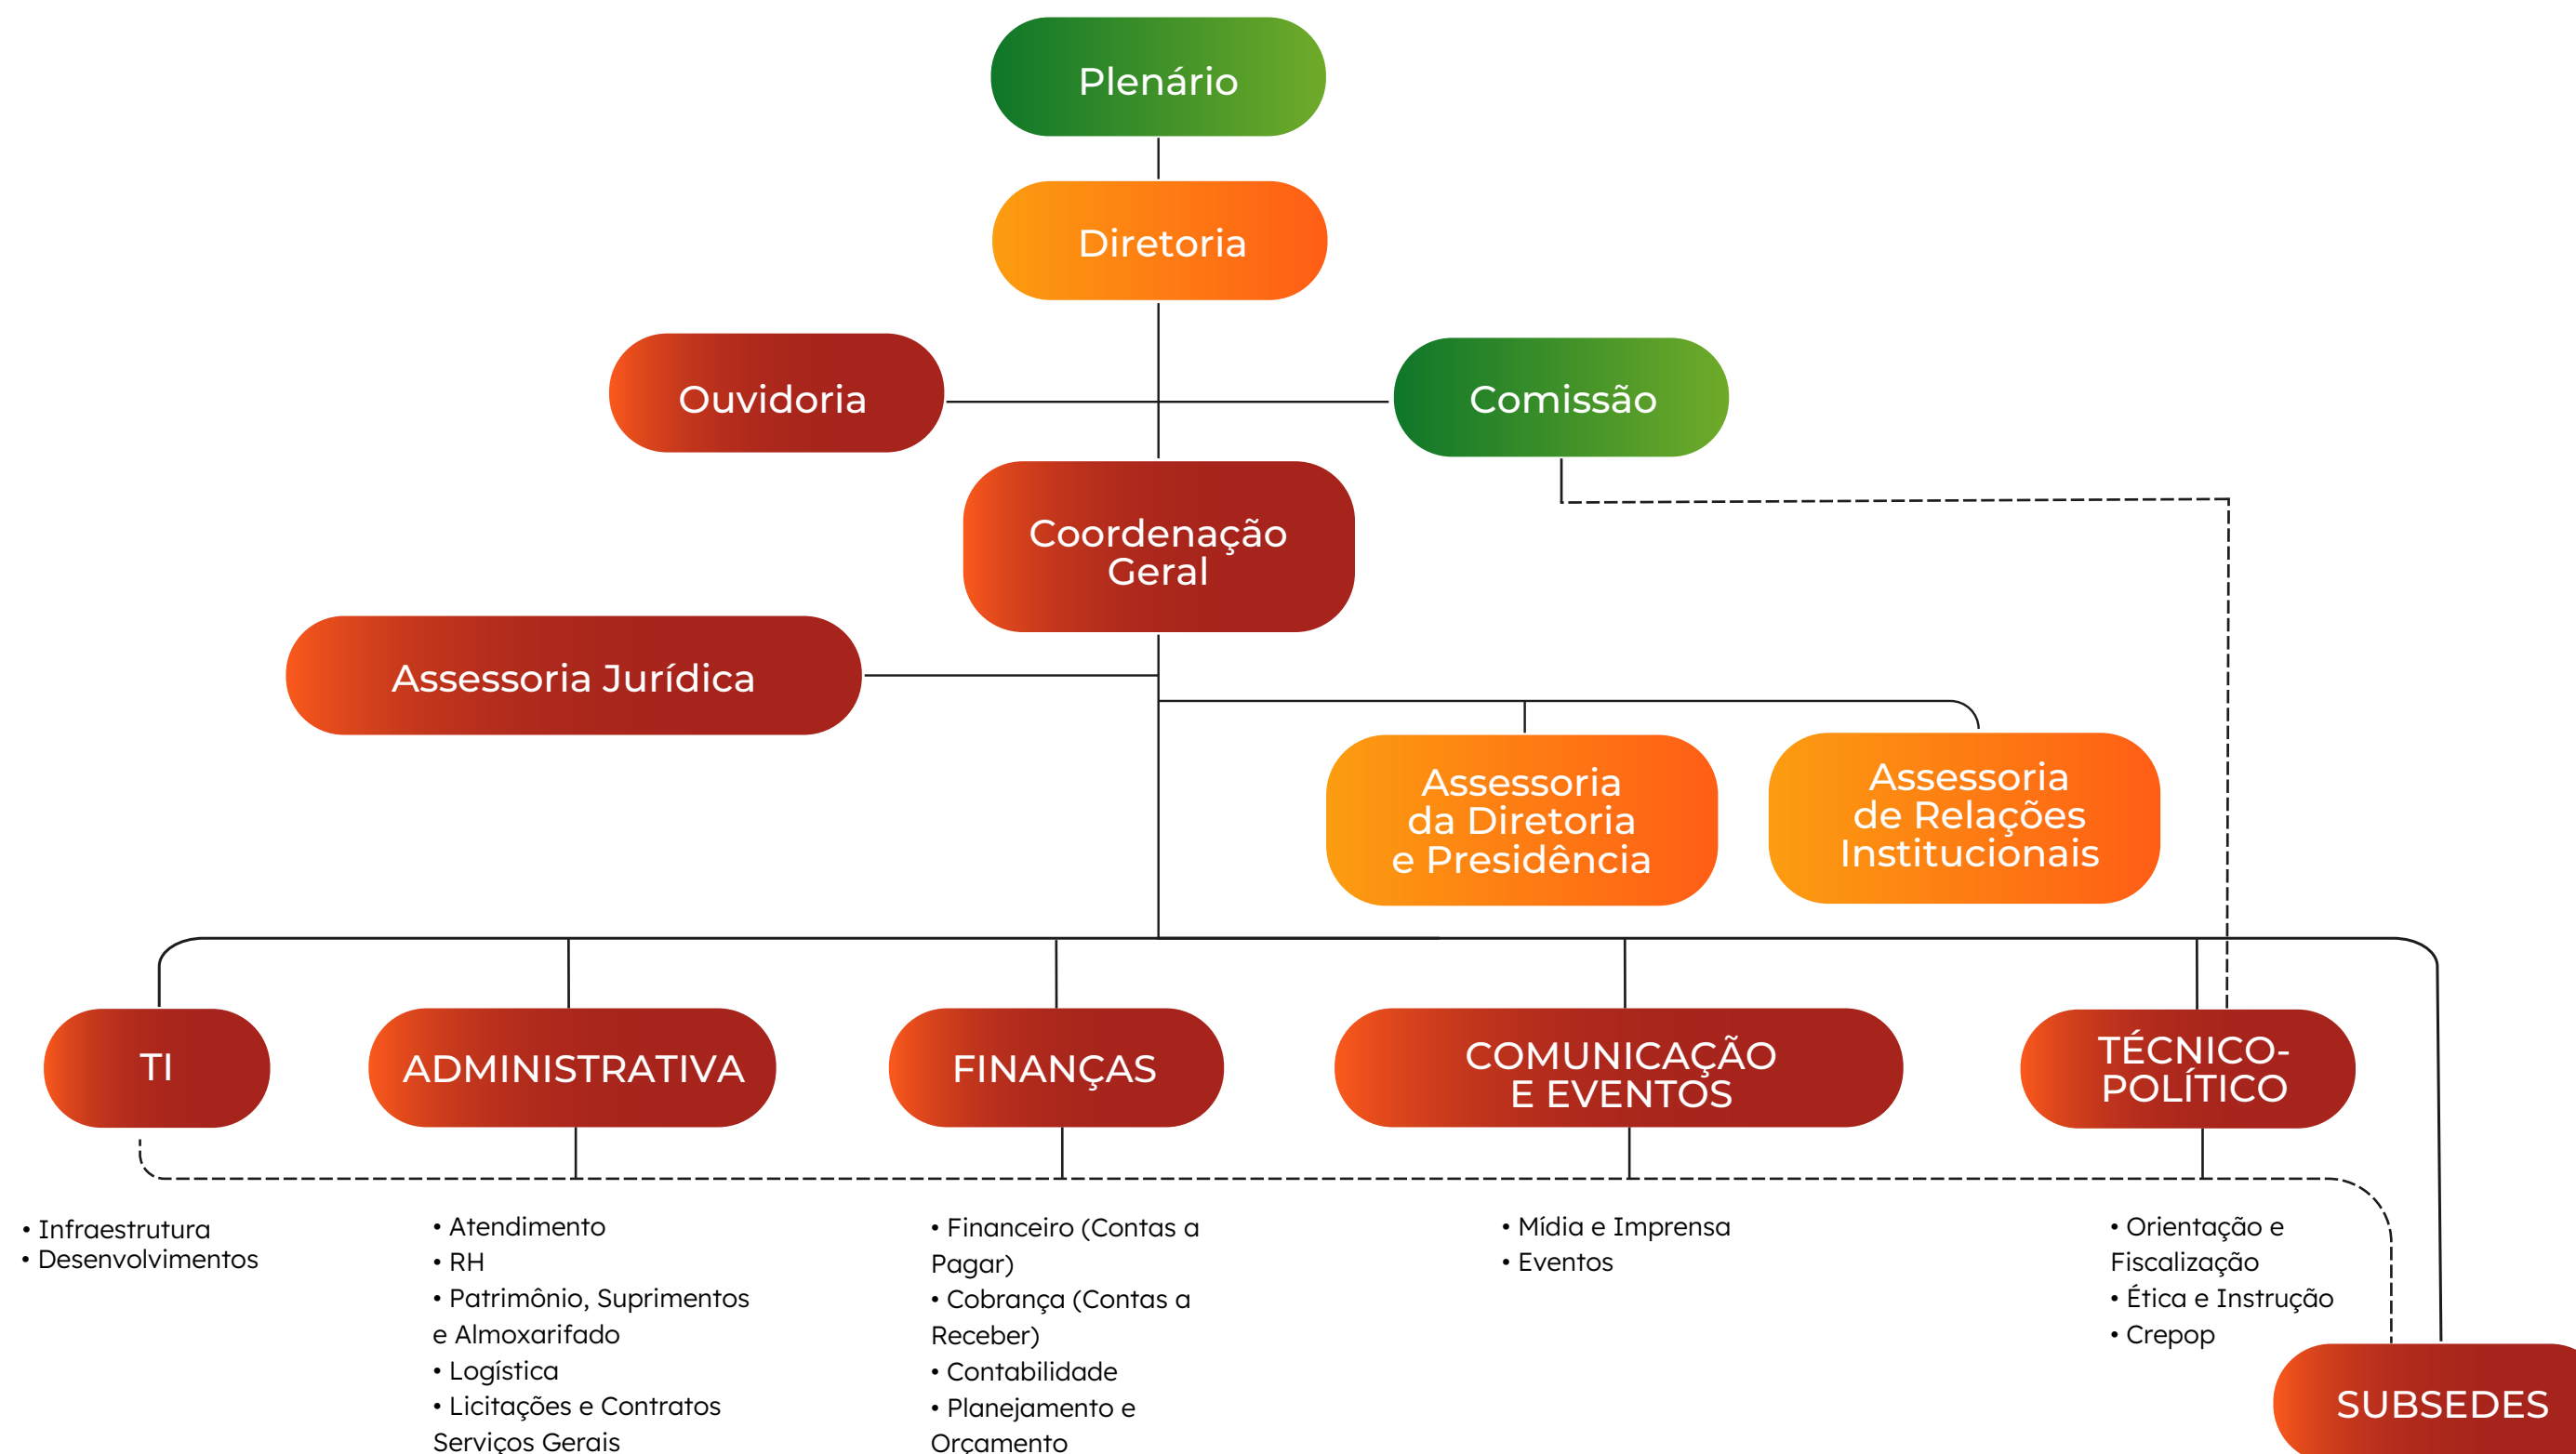 Plenário
Diretoria
Ouvidoria
Comissão
Coordenação
Geral
Assessoria Jurídica
Assessoria
da Diretoria
e Presidência
Assessoria
de Relações
Institucionais
TI
ADMINISTRATIVA
FINANÇAS
COMUNICAÇÃO
E EVENTOS
TÉCNICO-
POLÍTICO
• Infraestrutura
• Desenvolvimentos
• Atendimento
• RH
• Patrimônio, Suprimentos
e Almoxarifado
• Logística
• Licitações e Contratos
Serviços Gerais
• Financeiro (Contas a
Pagar)
• Cobrança (Contas a
Receber)
• Contabilidade
• Planejamento e
Orçamento
• Mídia e Imprensa
• Eventos
• Orientação e
Fiscalização
• Ética e Instrução
• Crepop
SUBSEDES